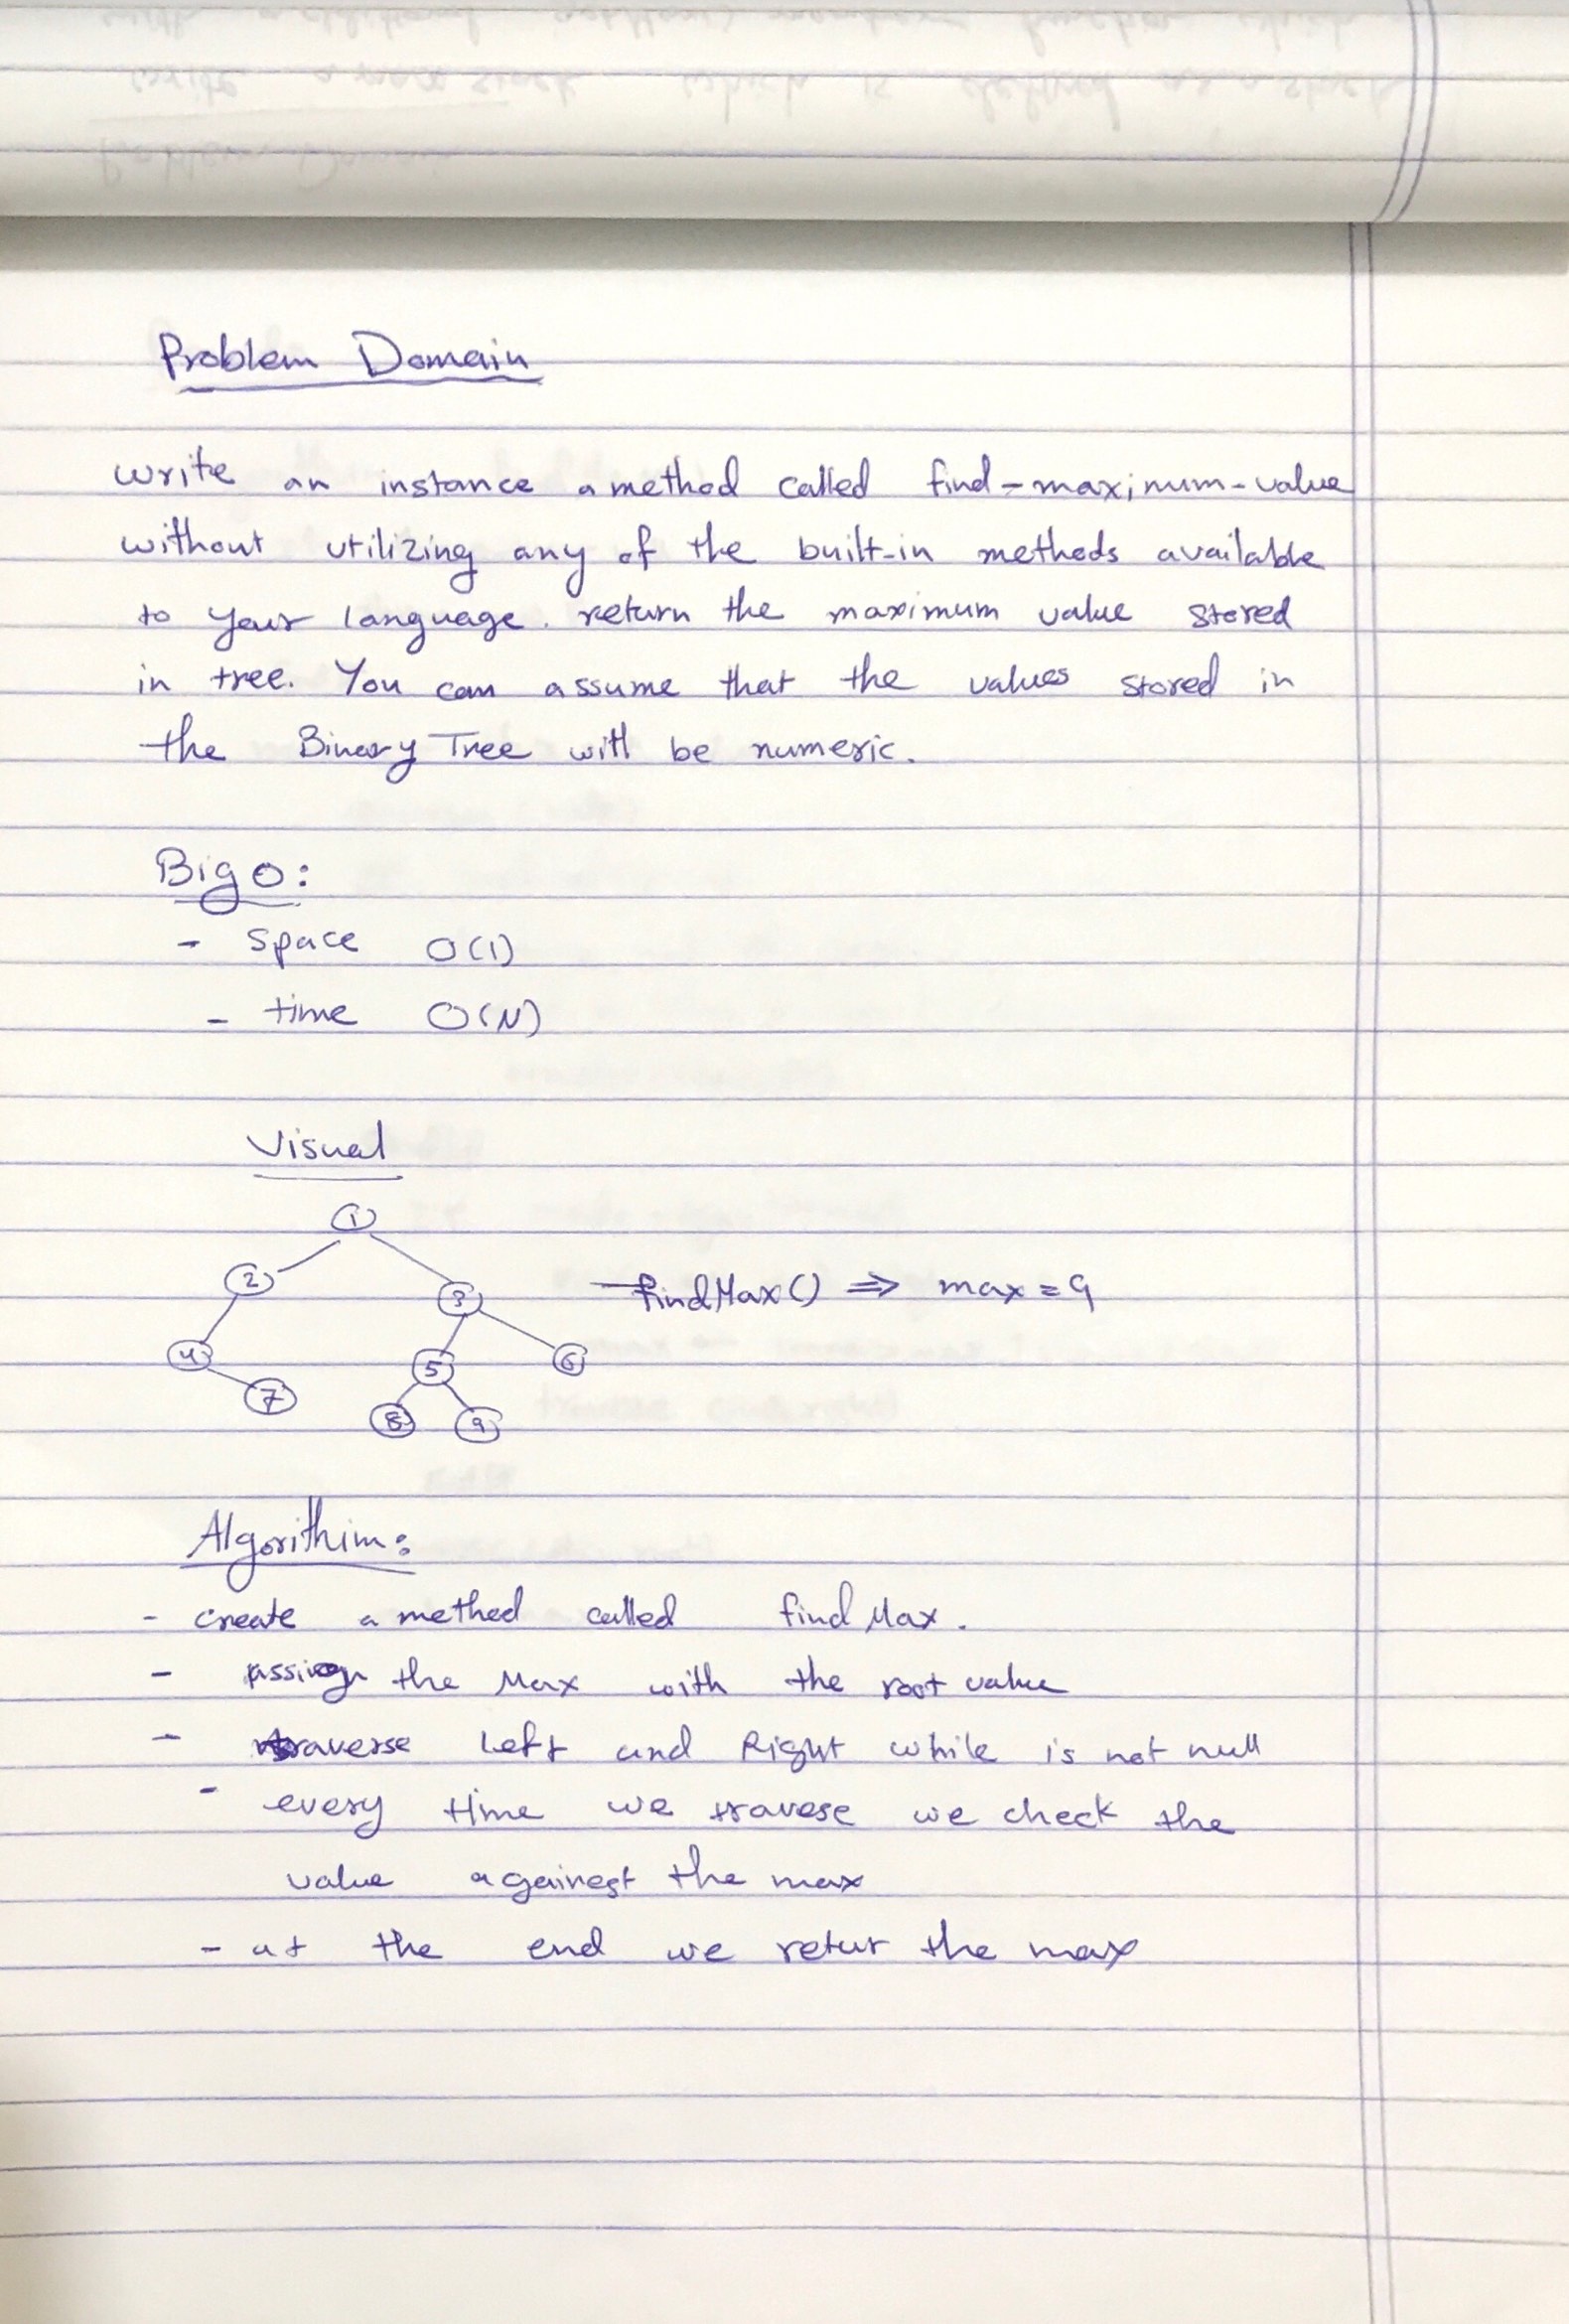 Problem Domain
write an instance a method called find-maximum-value
without utilizing any of the built-in methods available
to your language. return the maximum value stored
in tree. You can assume that the values stored in
the Binary Tree will be numeric.
Big O:
- space O(1)
- time O(N)
Visual
1
2
3
findMax() ⇒ max = 9
4
5
6
7
8
9
Algorithim:
- create a method called findMax.
- assign the Max with the root value
- traverse Left and Right while is not null
- every time we travese we check the
value againest the max
- at the end we retur the max